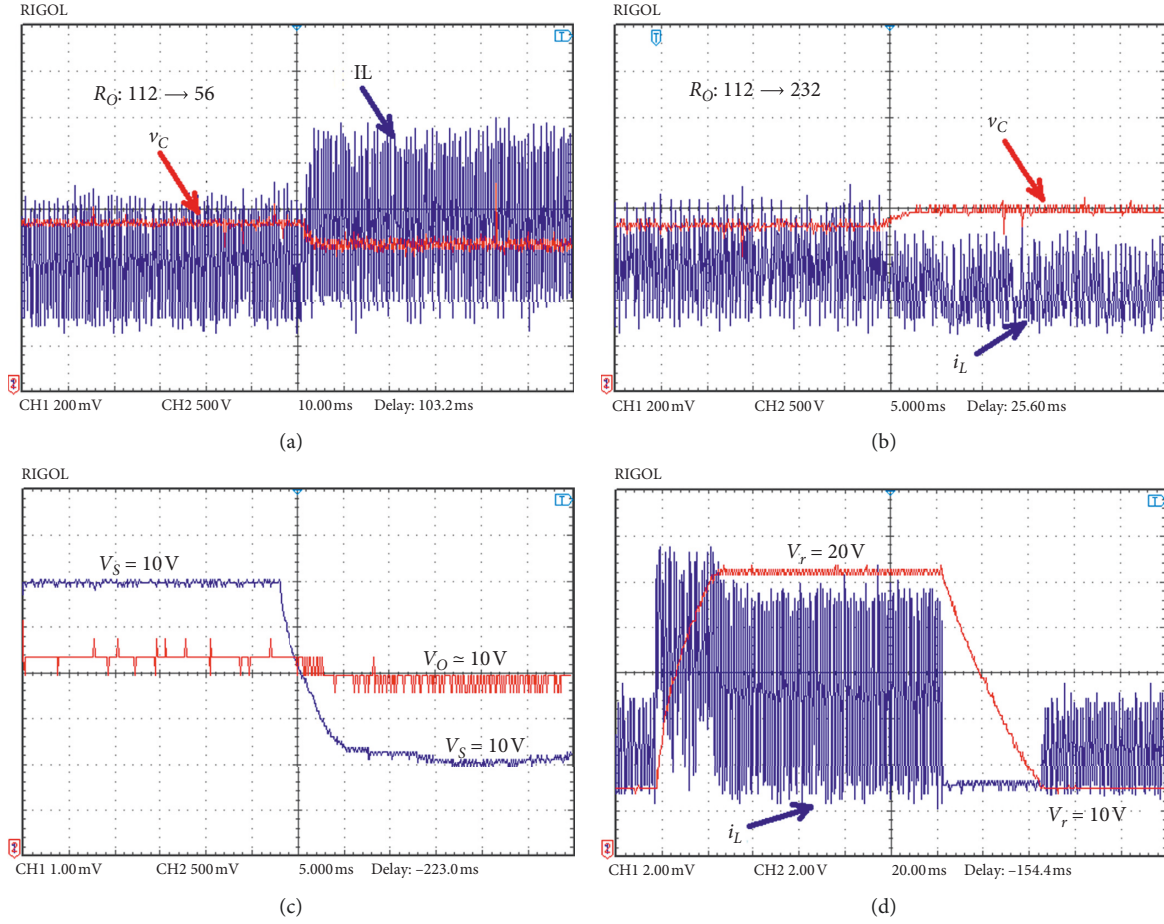 RIGOL
T
R_O: 112 → 56
IL
v_C
CH1 200 mV CH2 500 V 10.00 ms Delay: 103.2 ms
(a)
RIGOL
T
R_O: 112 → 232
v_C
i_L
CH1 200 mV CH2 500 V 5.000 ms Delay: 25.60 ms
(b)
RIGOL
T
V_S = 10 V
V_O ≃ 10 V
V_S = 10 V
CH1 1.00 mV CH2 500 mV 5.000 ms Delay: –223.0 ms
(c)
RIGOL
T
V_r = 20 V
i_L
V_r = 10 V
CH1 2.00 mV CH2 2.00 V 20.00 ms Delay: –154.4 ms
(d)